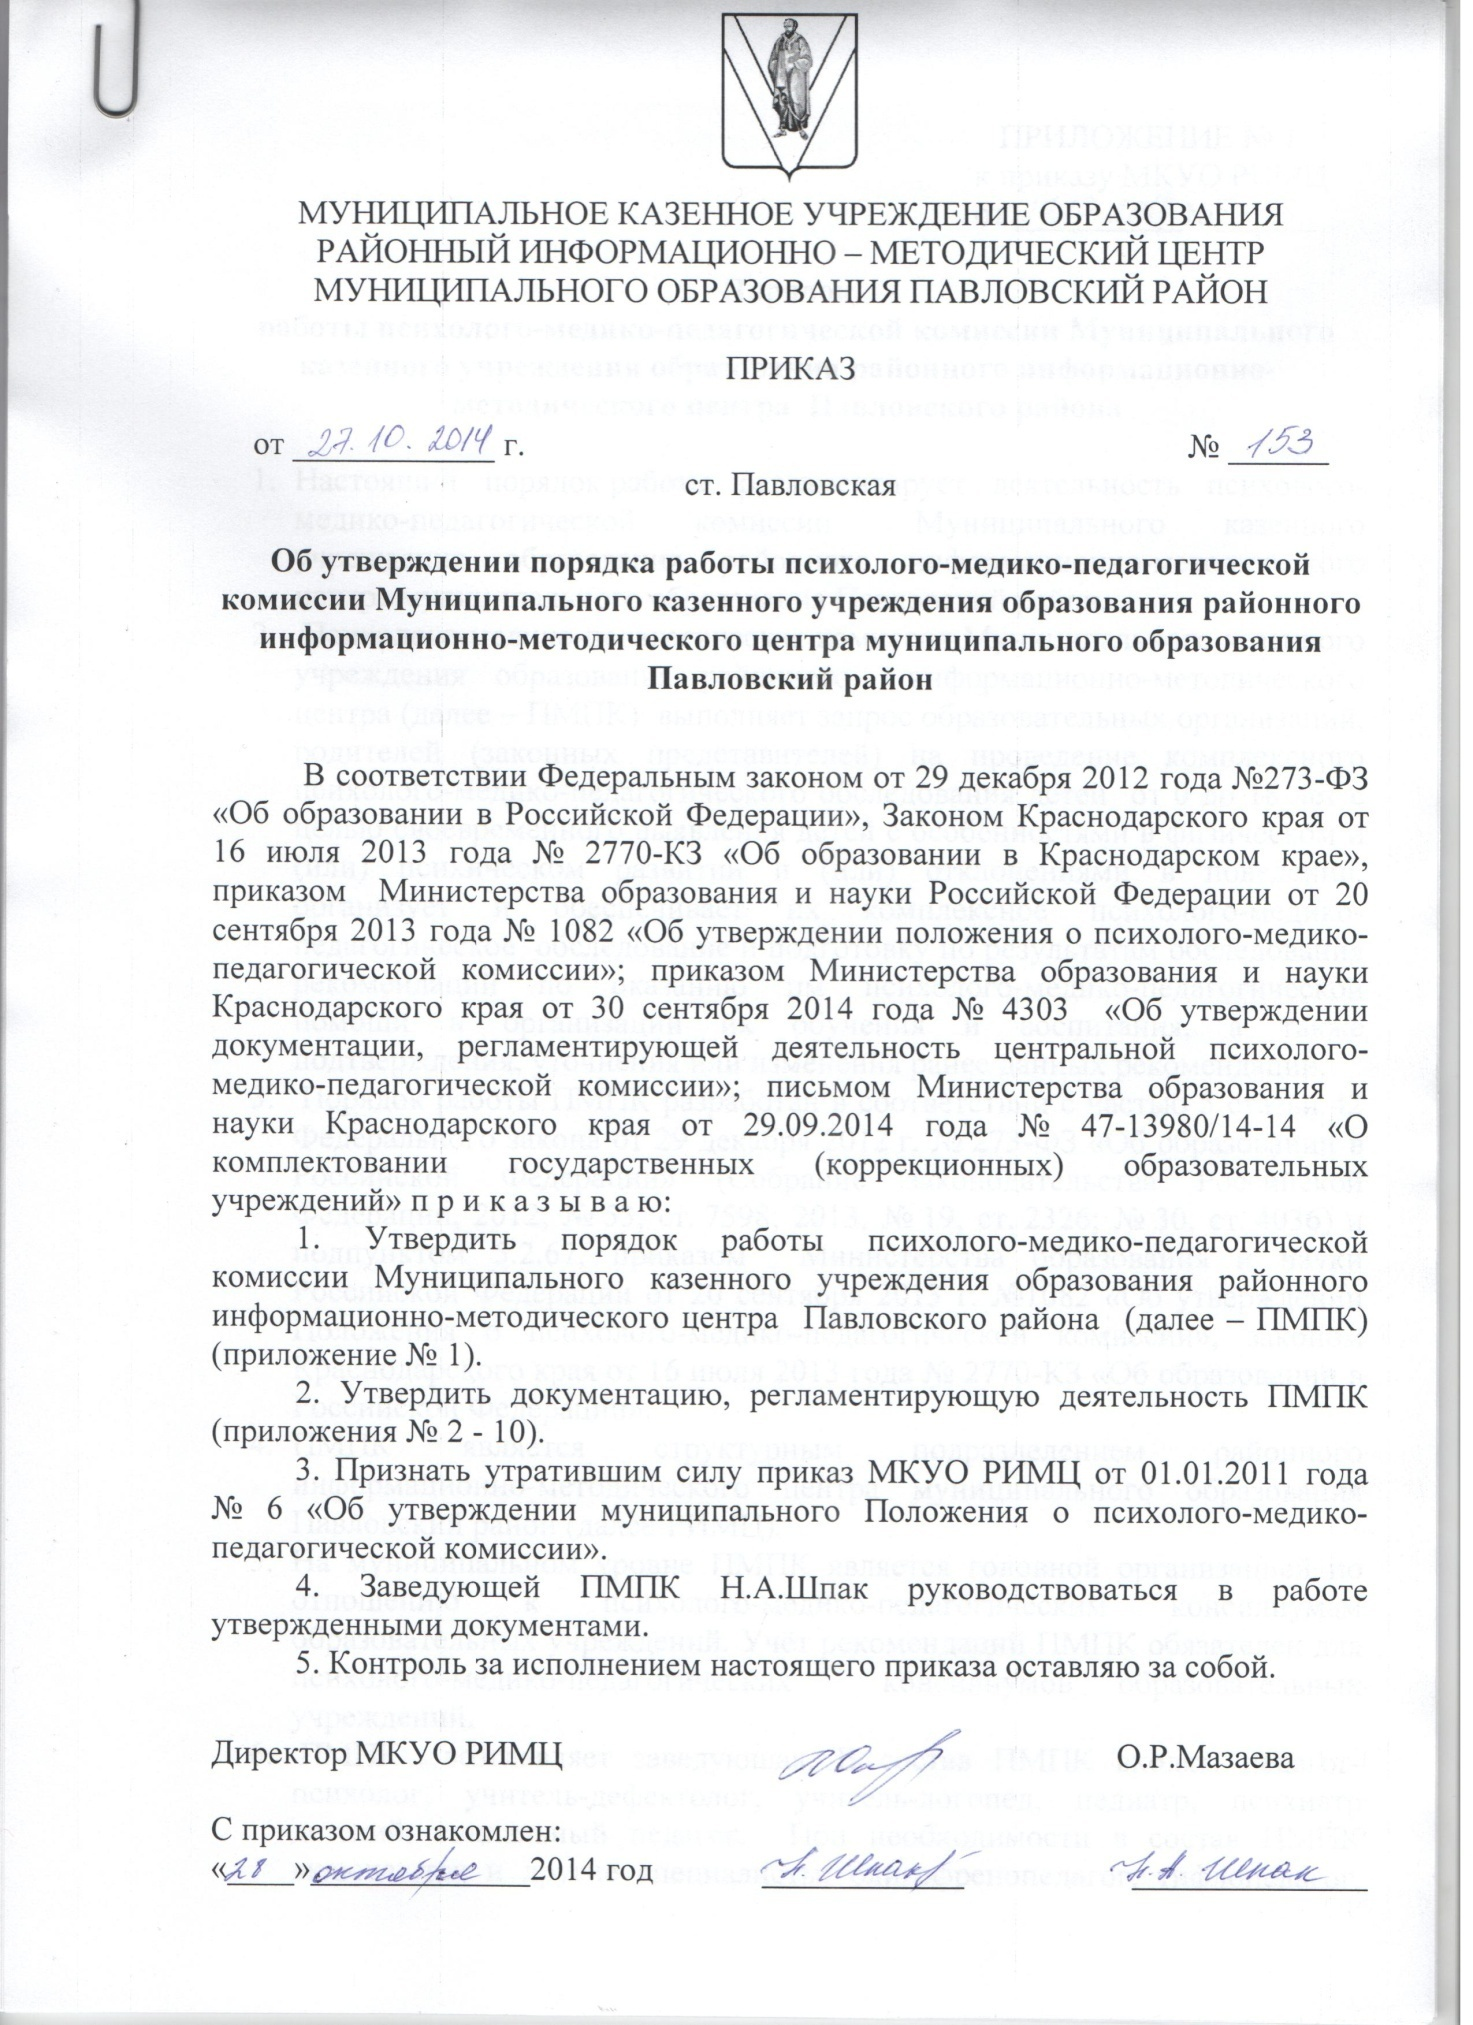 МУНИЦИПАЛЬНОЕ КАЗЕННОЕ УЧРЕЖДЕНИЕ ОБРАЗОВАНИЯ
РАЙОННЫЙ ИНФОРМАЦИОННО – МЕТОДИЧЕСКИЙ ЦЕНТР
МУНИЦИПАЛЬНОГО ОБРАЗОВАНИЯ ПАВЛОВСКИЙ РАЙОН
ПРИКАЗ
от 27.10.2014 г. № 153
ст. Павловская
Об утверждении порядка работы психолого-медико-педагогической
комиссии Муниципального казенного учреждения образования районного
информационно-методического центра муниципального образования
Павловский район
В соответствии Федеральным законом от 29 декабря 2012 года №273-ФЗ
«Об образовании в Российской Федерации», Законом Краснодарского края от
16 июля 2013 года № 2770-КЗ «Об образовании в Краснодарском крае»,
приказом Министерства образования и науки Российской Федерации от 20
сентября 2013 года № 1082 «Об утверждении положения о психолого-медико-
педагогической комиссии»; приказом Министерства образования и науки
Краснодарского края от 30 сентября 2014 года № 4303 «Об утверждении
документации, регламентирующей деятельность центральной психолого-
медико-педагогической комиссии»; письмом Министерства образования и
науки Краснодарского края от 29.09.2014 года № 47-13980/14-14 «О
комплектовании государственных (коррекционных) образовательных
учреждений» п р и к а з ы в а ю:
1. Утвердить порядок работы психолого-медико-педагогической
комиссии Муниципального казенного учреждения образования районного
информационно-методического центра Павловского района (далее – ПМПК)
(приложение № 1).
2. Утвердить документацию, регламентирующую деятельность ПМПК
(приложения № 2 - 10).
3. Признать утратившим силу приказ МКУО РИМЦ от 01.01.2011 года
№ 6 «Об утверждении муниципального Положения о психолого-медико-
педагогической комиссии».
4. Заведующей ПМПК Н.А.Шпак руководствоваться в работе
утвержденными документами.
5. Контроль за исполнением настоящего приказа оставляю за собой.
Директор МКУО РИМЦ О.Р.Мазаева
С приказом ознакомлен:
«28» октября 2014 год Н.А. Шпак